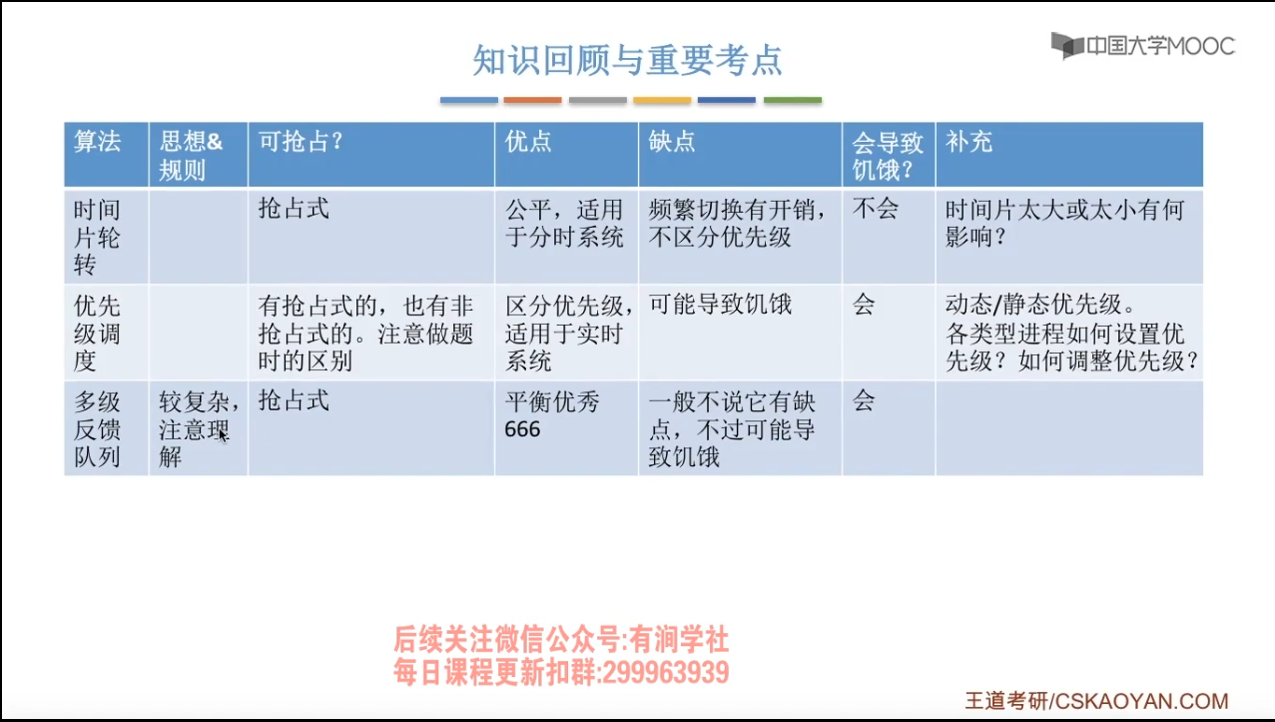 知识回顾与重要考点
中国大学MOOC
算法
思想&
规则
可抢占？
优点
缺点
会导致
饥饿？
补充
时间
片轮
转
抢占式
公平，适用
于分时系统
频繁切换有开销，
不区分优先级
不会
时间片太大或太小有何
影响？
优先
级调
度
有抢占式的，也有非
抢占式的。注意做题
时的区别
区分优先级，
适用于实时
系统
可能导致饥饿
会
动态/静态优先级。
各类型进程如何设置优
先级？如何调整优先级？
多级
反馈
队列
较复杂，
注意理
解
抢占式
平衡优秀
666
一般不说它有缺
点，不过可能导
致饥饿
会
后续关注微信公众号:有涧学社
每日课程更新扣群:299963939
王道考研/CSKAOYAN.COM